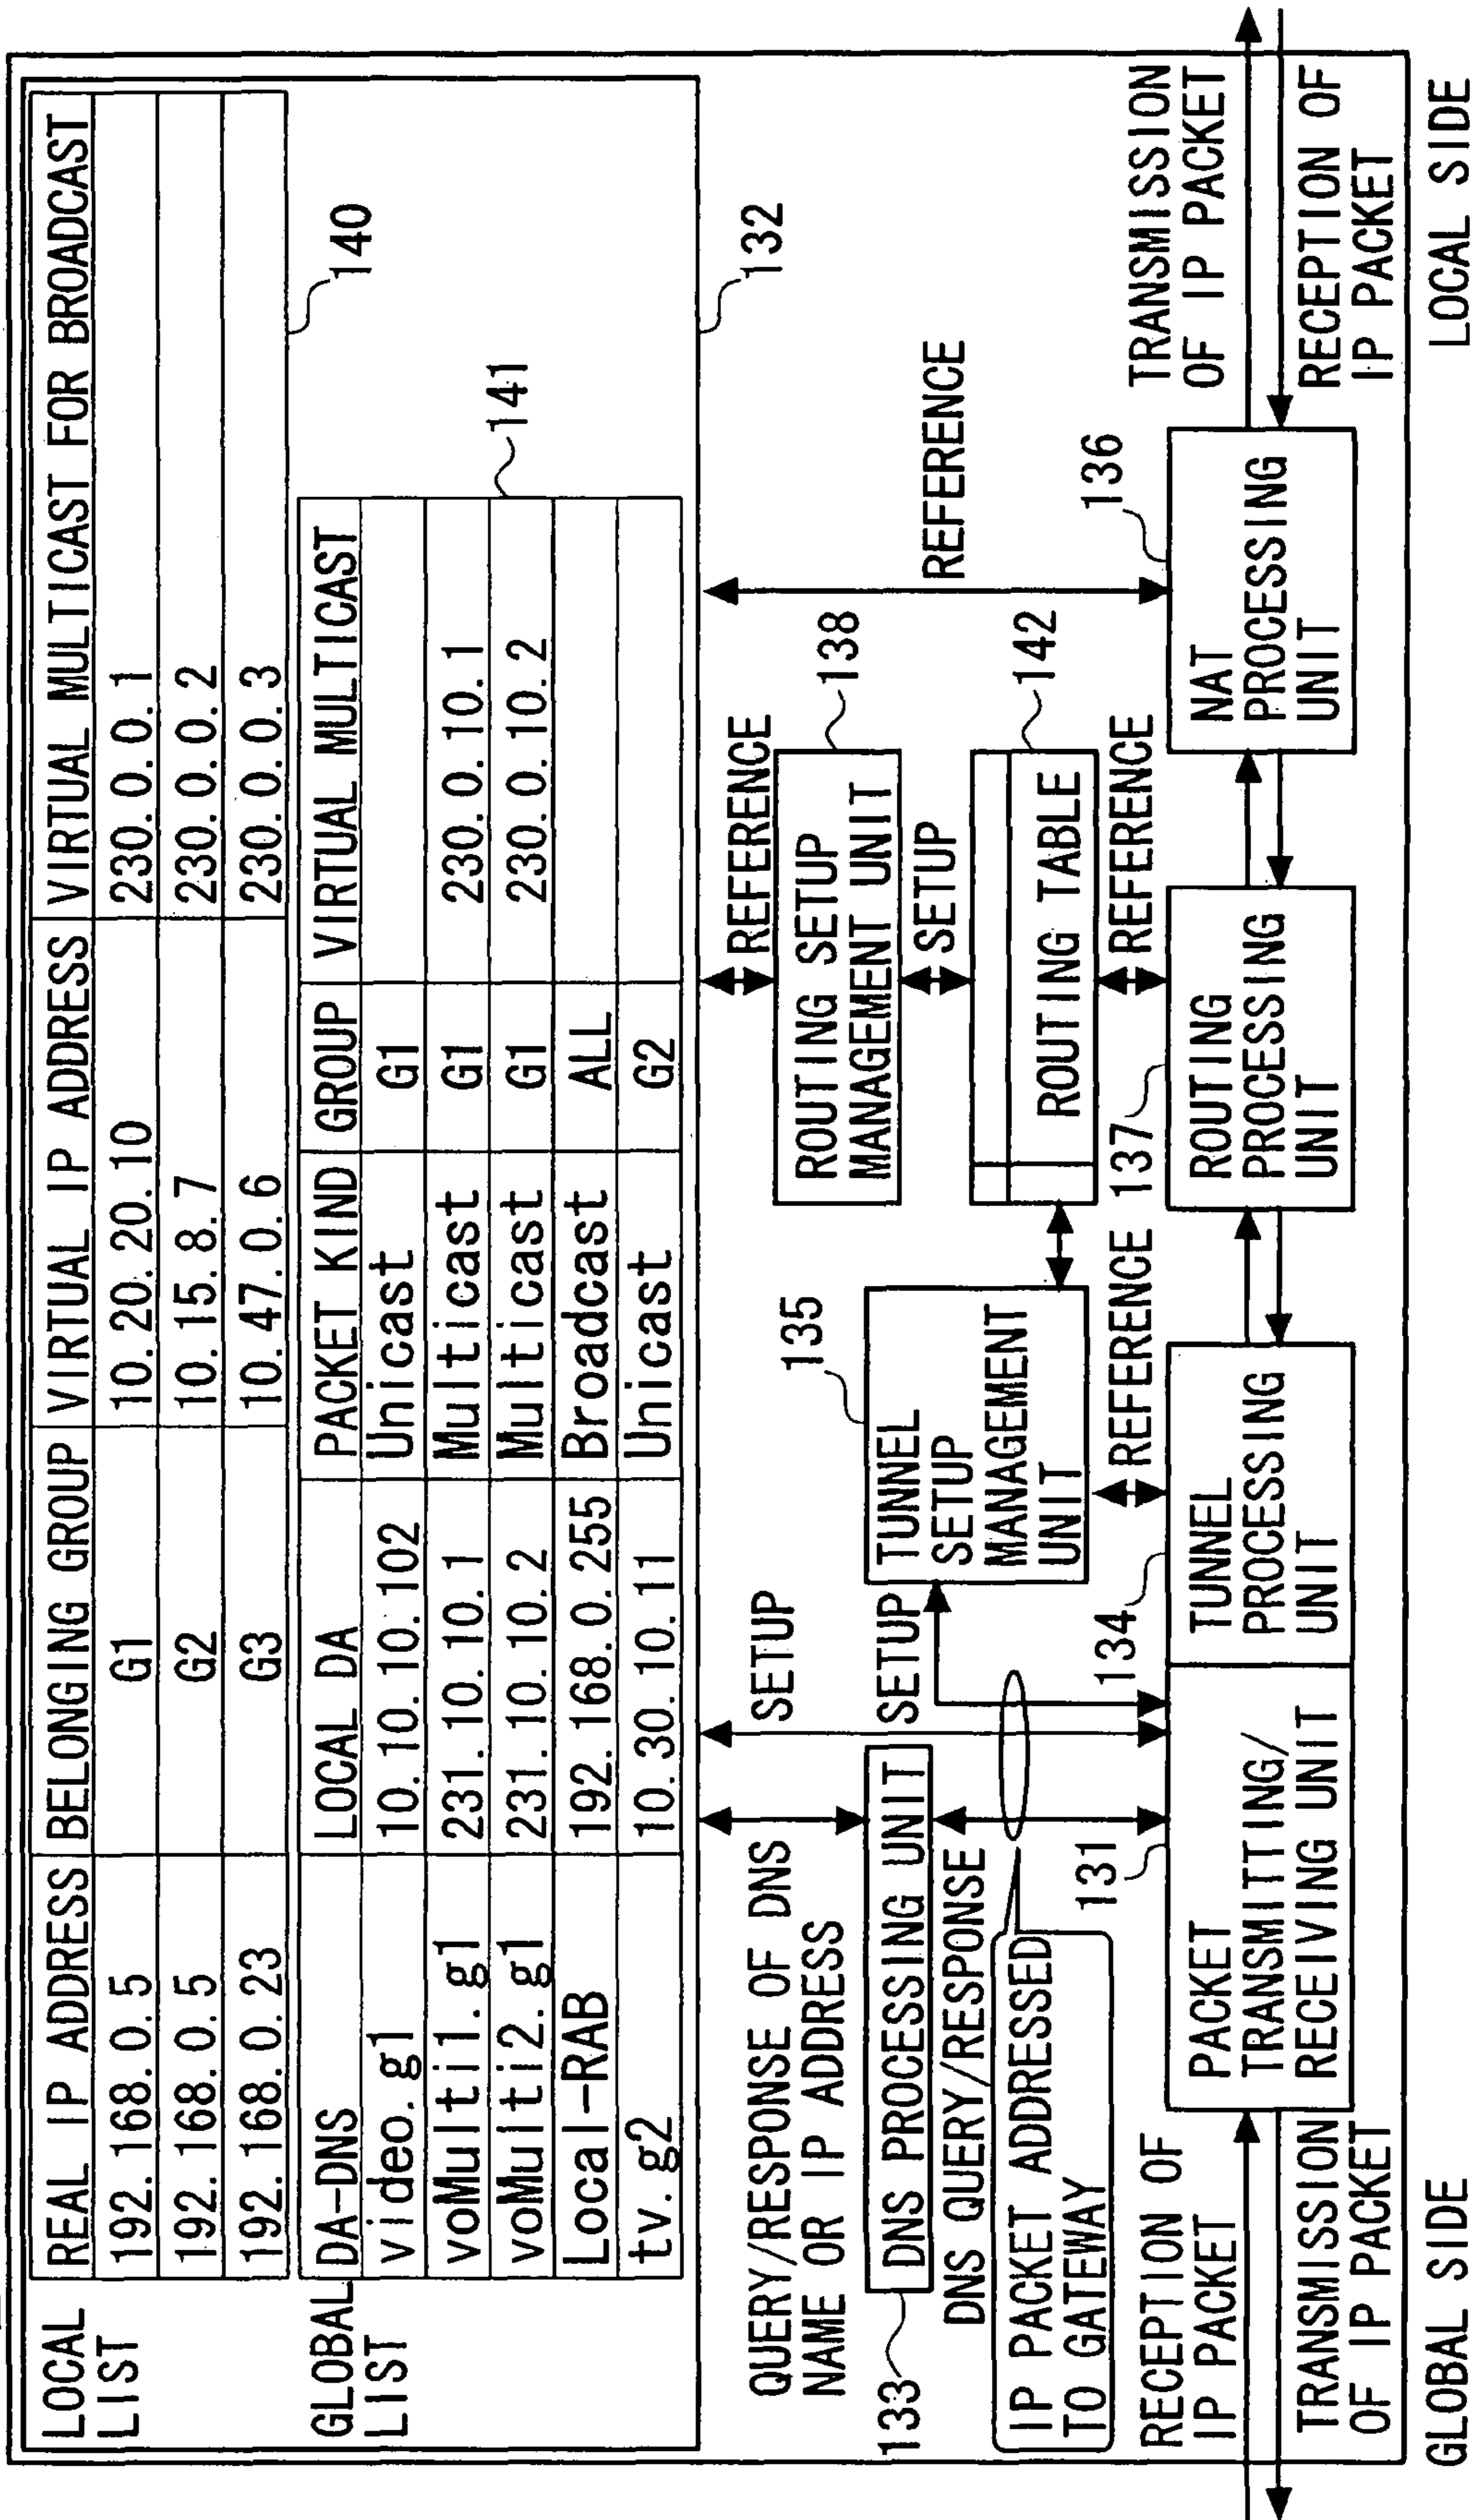 LOCAL
LIST
REAL IP ADDRESS BELONGING GROUP VIRTUAL IP ADDRESS VIRTUAL MULTICAST FOR BROADCAST
192.168.0.5 G1 10.20.20.10 230.0.0.1
192.168.0.5 G2 10.15.8.7 230.0.0.2
192.168.0.23 G3 10.47.0.6 230.0.0.3
140
GLOBAL
LIST
DA-DNS LOCAL DA PACKET KIND GROUP VIRTUAL MULTICAST
video.g1 10.10.10.102 Unicast G1
voMulti1.g1 231.10.10.1 Multicast G1 230.0.10.1
voMulti2.g1 231.10.10.2 Multicast G1 230.0.10.2
Local-RAB 192.168.0.255 Broadcast ALL
tv.g2 10.30.10.11 Unicast G2
141
132
QUERY/RESPONSE OF DNS
NAME OR IP ADDRESS
SETUP
REFERENCE
REFERENCE
133
DNS PROCESSING UNIT
SETUP
135
TUNNEL
SETUP
MANAGEMENT
UNIT
ROUTING SETUP
MANAGEMENT UNIT
138
SETUP
DNS QUERY/RESPONSE
IP PACKET ADDRESSED
TO GATEWAY
ROUTING TABLE
142
131
134
REFERENCE
137
REFERENCE
136
RECEPTION OF
IP PACKET
TRANSMISSION
OF IP PACKET
PACKET
TRANSMITTING/
RECEIVING UNIT
TUNNEL
PROCESSING
UNIT
ROUTING
PROCESSING
UNIT
NAT
PROCESSING
UNIT
TRANSMISSION
OF IP PACKET
RECEPTION OF
IP PACKET
GLOBAL SIDE
LOCAL SIDE